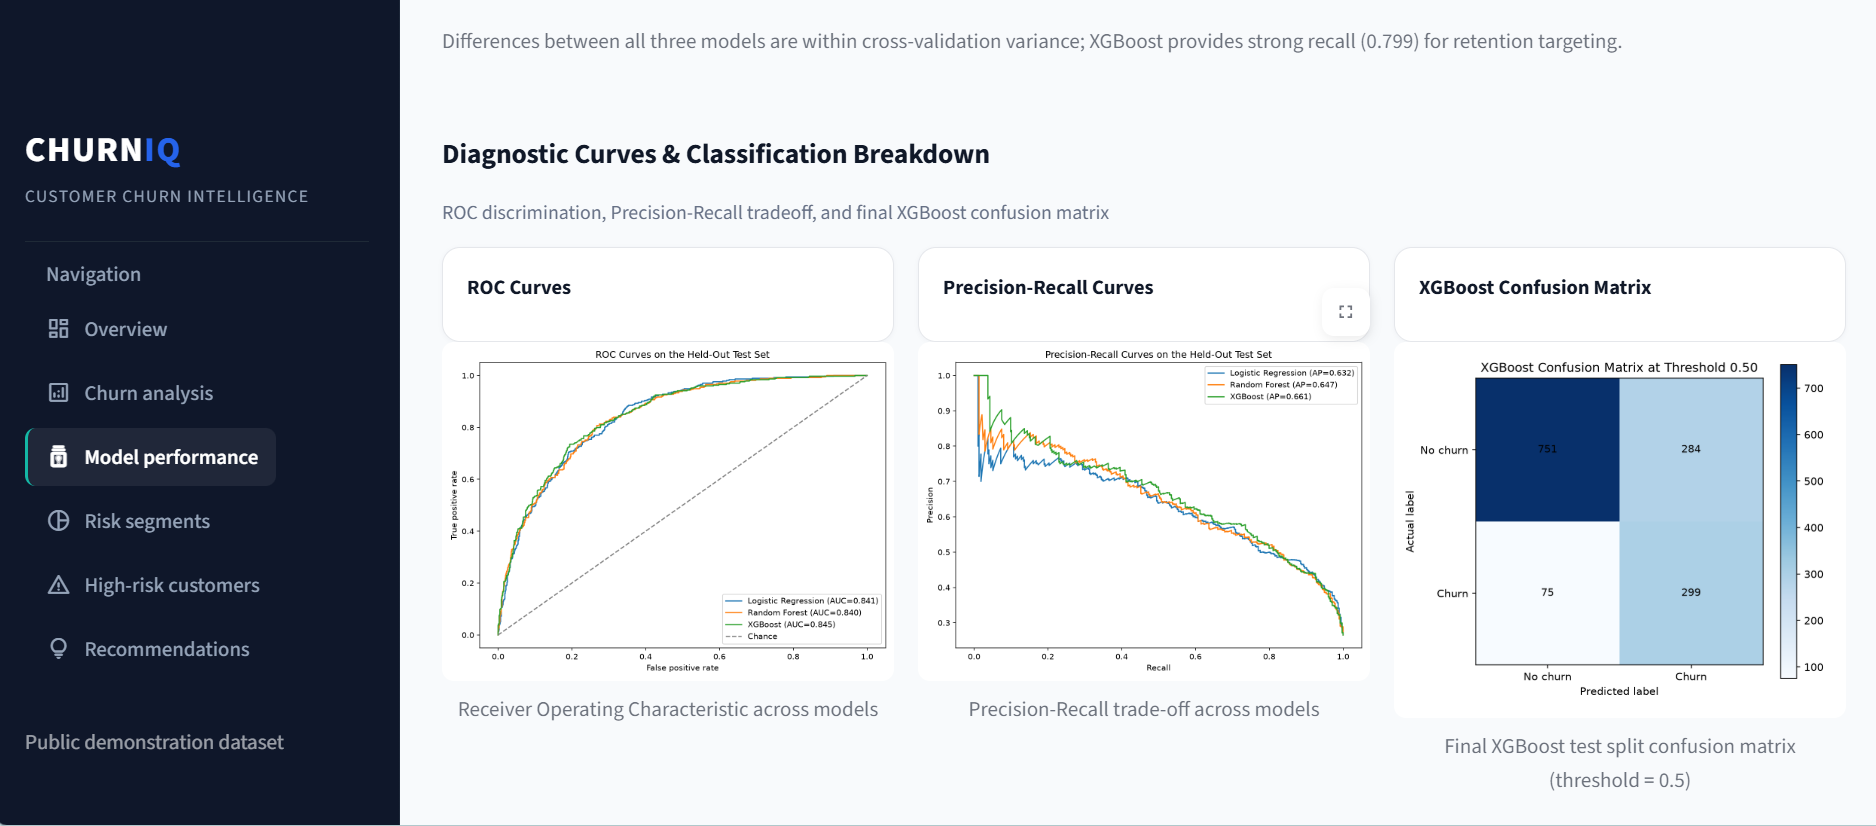 CHURNIQ
CUSTOMER CHURN INTELLIGENCE
Navigation
Overview
Churn analysis
Model performance
Risk segments
High-risk customers
Recommendations
Public demonstration dataset
Differences between all three models are within cross-validation variance; XGBoost provides strong recall (0.799) for retention targeting.
Diagnostic Curves & Classification Breakdown
ROC discrimination, Precision-Recall tradeoff, and final XGBoost confusion matrix
ROC Curves
ROC Curves on the Held-Out Test Set
True positive rate
1.0
0.8
0.6
0.4
0.2
0.0
Logistic Regression (AUC=0.841)
Random Forest (AUC=0.840)
XGBoost (AUC=0.845)
Chance
0.0 0.2 0.4 0.6 0.8 1.0
False positive rate
Receiver Operating Characteristic across models
Precision-Recall Curves
Precision-Recall Curves on the Held-Out Test Set
Logistic Regression (AP=0.632)
Random Forest (AP=0.647)
XGBoost (AP=0.661)
Precision
1.0
0.9
0.8
0.7
0.6
0.5
0.4
0.3
0.0 0.2 0.4 0.6 0.8 1.0
Recall
Precision-Recall trade-off across models
XGBoost Confusion Matrix
XGBoost Confusion Matrix at Threshold 0.50
Actual label
No churn 751 284
Churn 75 299
No churn Churn
Predicted label
700
600
500
400
300
200
100
Final XGBoost test split confusion matrix
(threshold = 0.5)